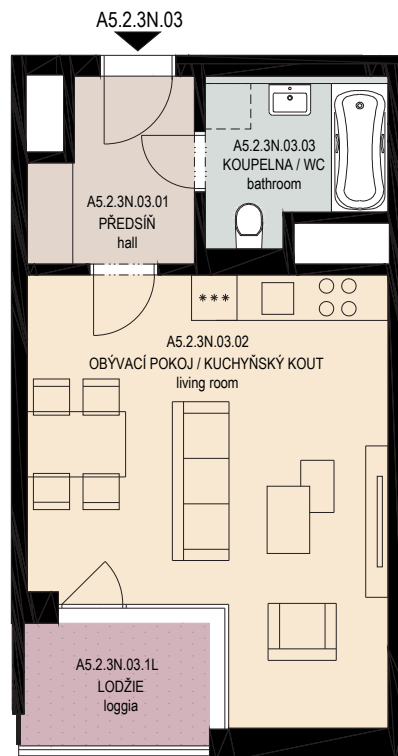 A5.2.3N.03
A5.2.3N.03.03
KOUPELNA / WC
bathroom
A5.2.3N.03.01
PŘEDSÍŇ
hall
***
A5.2.3N.03.02
OBÝVACÍ POKOJ / KUCHYŇSKÝ KOUT
living room
A5.2.3N.03.1L
LODŽIE
loggia